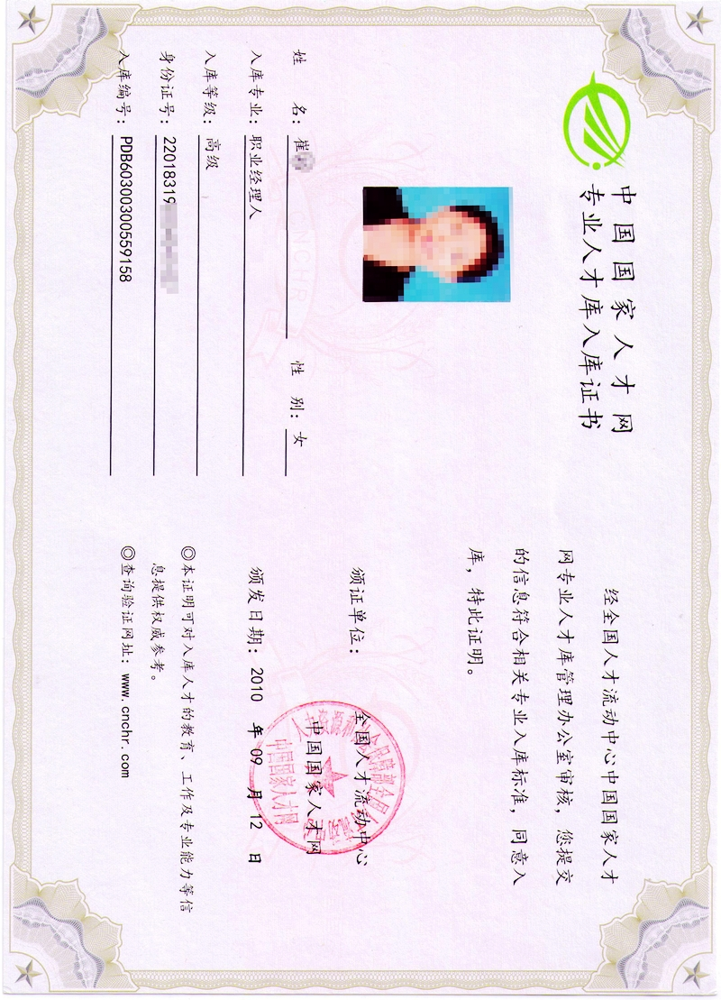 中国国家人才网
专业人才库入库证书
CNCHR
姓 名：崔
性 别：女
入库专业：职业经理人
入库等级：高级
身份证号：22018319
入库编号：PDB60300300559158
经全国人才流动中心中国国家人才
网专业人才库管理办公室审核，您提交
的信息符合相关专业入库标准，同意入
库，特此证明。
颁证单位：
全国人才流动中心
中国国家人才网
中国国家人才网
颁发日期：2010 年 09 月 12 日
◎本证明可对入库人才的教育、工作及专业能力等信
息提供权威参考。
◎查询验证网址：www.cnchr.com